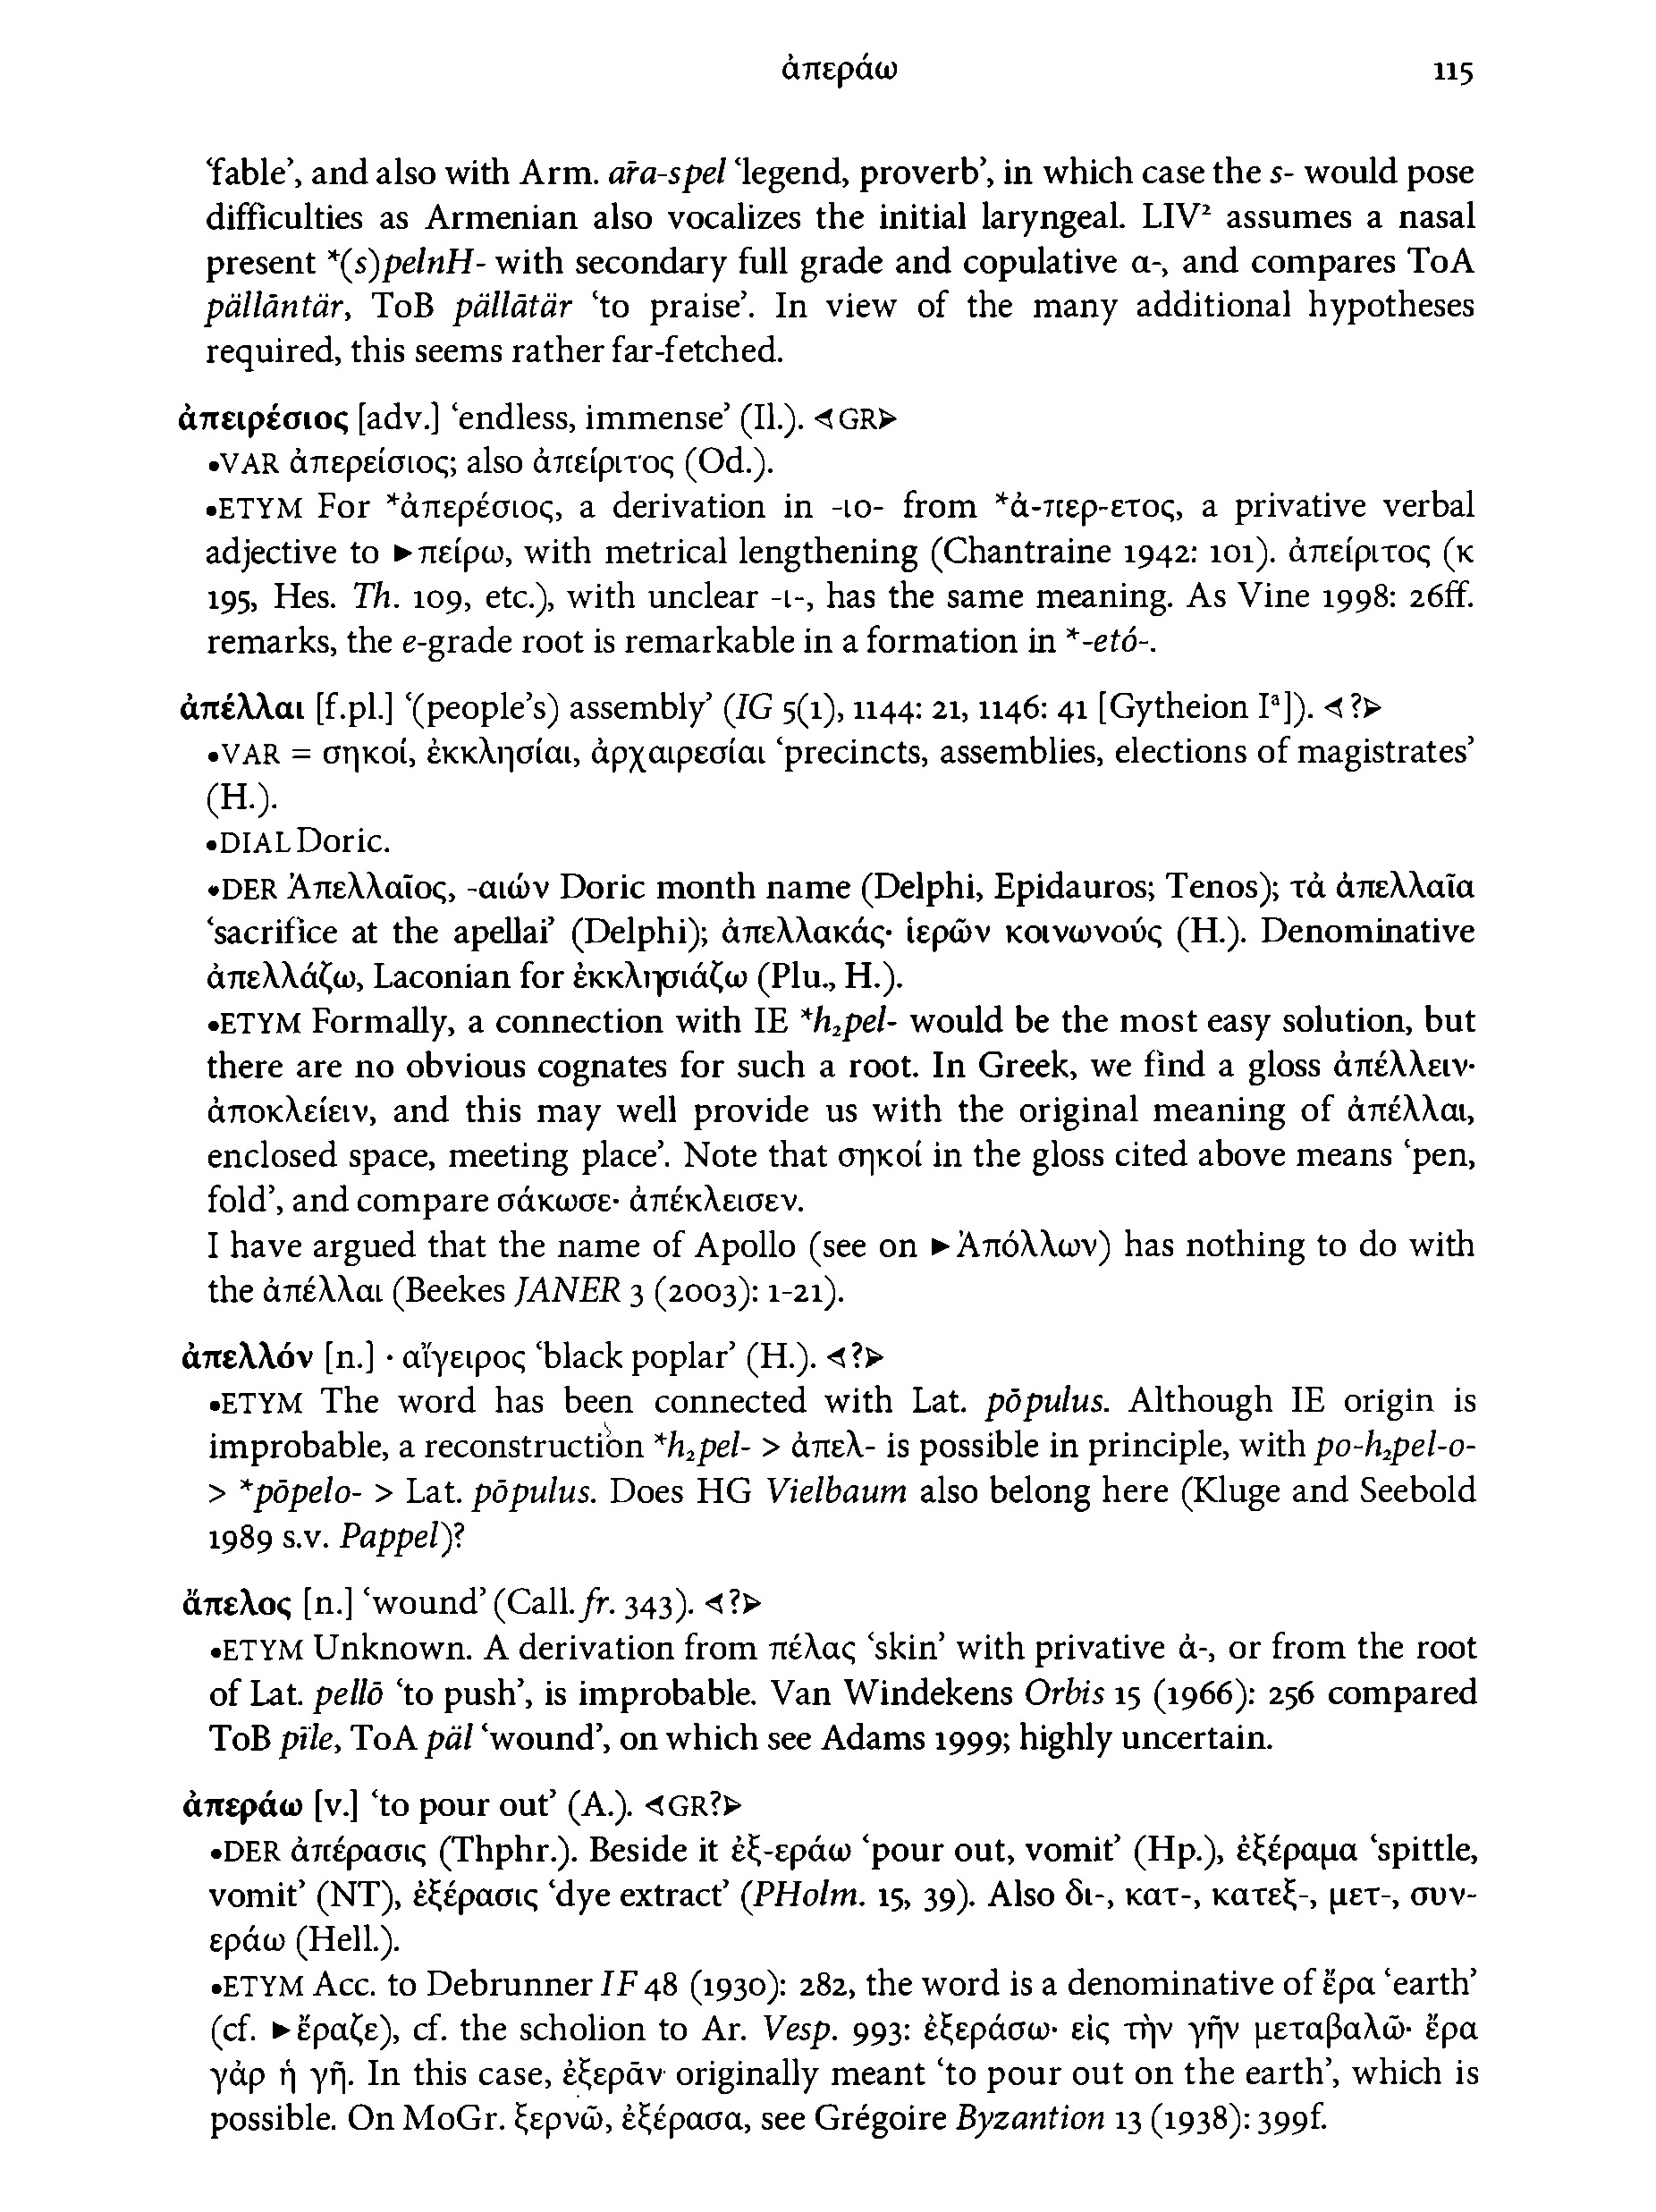 ἀπεράω 115
‘fable’, and also with Arm. aṙa-spel ‘legend, proverb’, in which case the s- would pose
difficulties as Armenian also vocalizes the initial laryngeal. LIV² assumes a nasal
present *(s)pelnH- with secondary full grade and copulative α-, and compares ToA
pällāntär, ToB pällātär ‘to praise’. In view of the many additional hypotheses
required, this seems rather far-fetched.
ἀπειρέσιος [adv.] ‘endless, immense’ (Il.). ⊲GR⊳
•VAR ἀπερείσιος; also ἀπείριτος (Od.).
•ETYM For *ἀπερέσιος, a derivation in -ιο- from *ἀ-περ-ετος, a privative verbal
adjective to ►πείρω, with metrical lengthening (Chantraine 1942: 101). ἀπείριτος (κ
195, Hes. Th. 109, etc.), with unclear -ι-, has the same meaning. As Vine 1998: 26ff.
remarks, the e-grade root is remarkable in a formation in *-etó-.
ἀπέλλαι [f.pl.] ‘(people’s) assembly’ (IG 5(1), 1144: 21, 1146: 41 [Gytheion Iᵃ]). ⊲?⊳
•VAR = σηκοί, ἐκκλησίαι, ἀρχαιρεσίαι ‘precincts, assemblies, elections of magistrates’
(H.).
•DIAL Doric.
•DER Ἀπελλαῖος, -αιών Doric month name (Delphi, Epidauros; Tenos); τὰ ἀπελλαῖα
‘sacrifice at the apellai’ (Delphi); ἀπελλακάς· ἱερῶν κοινωνούς (H.). Denominative
ἀπελλάζω, Laconian for ἐκκλησιάζω (Plu., H.).
•ETYM Formally, a connection with IE *h₂pel- would be the most easy solution, but
there are no obvious cognates for such a root. In Greek, we find a gloss ἀπέλλειν·
ἀποκλείειν, and this may well provide us with the original meaning of ἀπέλλαι,
enclosed space, meeting place’. Note that σηκοί in the gloss cited above means ‘pen,
fold’, and compare σάκωσε· ἀπέκλεισεν.
I have argued that the name of Apollo (see on ►Ἀπόλλων) has nothing to do with
the ἀπέλλαι (Beekes JANER 3 (2003): 1-21).
ἀπελλόν [n.] · αἴγειρος ‘black poplar’ (H.). ⊲?⊳
•ETYM The word has been connected with Lat. pōpulus. Although IE origin is
improbable, a reconstruction *h₂pel- > ἀπελ- is possible in principle, with po-h₂pel-o-
> *pōpelo- > Lat. pōpulus. Does HG Vielbaum also belong here (Kluge and Seebold
1989 s.v. Pappel)?
ἄπελος [n.] ‘wound’ (Call. fr. 343). ⊲?⊳
•ETYM Unknown. A derivation from πέλας ‘skin’ with privative ἀ-, or from the root
of Lat. pellō ‘to push’, is improbable. Van Windekens Orbis 15 (1966): 256 compared
ToB pīle, ToA päl ‘wound’, on which see Adams 1999; highly uncertain.
ἀπεράω [v.] ‘to pour out’ (A.). ⊲GR?⊳
•DER ἀπέρασις (Thphr.). Beside it ἐξ-εράω ‘pour out, vomit’ (Hp.), ἐξέραμα ‘spittle,
vomit’ (NT), ἐξέρασις ‘dye extract’ (PHolm. 15, 39). Also δι-, κατ-, κατεξ-, μετ-, συν-
εράω (Hell.).
•ETYM Acc. to Debrunner IF 48 (1930): 282, the word is a denominative of ἔρα ‘earth’
(cf. ►ἔραζε), cf. the scholion to Ar. Vesp. 993: ἐξεράσω· εἰς τὴν γῆν μεταβαλῶ· ἔρα
γὰρ ἡ γῆ. In this case, ἐξερᾶν originally meant ‘to pour out on the earth’, which is
possible. On MoGr. ξερνῶ, ἐξέρασα, see Grégoire Byzantion 13 (1938): 399f.